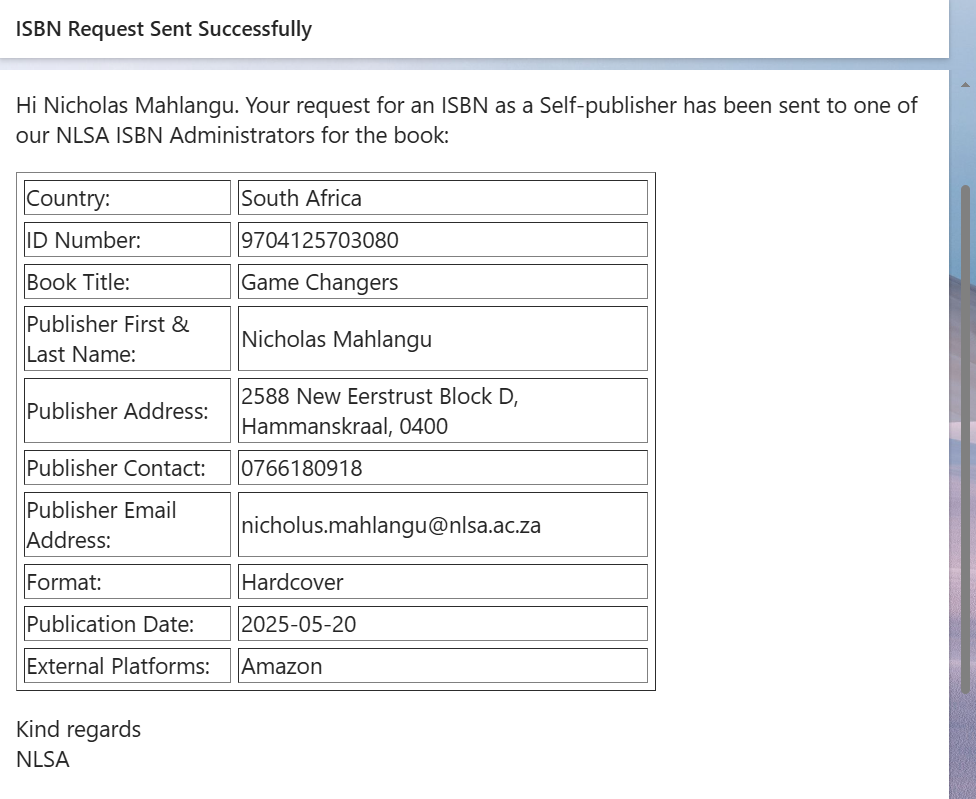 ISBN Request Sent Successfully
Hi Nicholas Mahlangu. Your request for an ISBN as a Self-publisher has been sent to one of
our NLSA ISBN Administrators for the book:
Country: South Africa
ID Number: 9704125703080
Book Title: Game Changers
Publisher First &
Last Name: Nicholas Mahlangu
Publisher Address: 2588 New Eerstrust Block D,
Hammanskraal, 0400
Publisher Contact: 0766180918
Publisher Email
Address: nicholus.mahlangu@nlsa.ac.za
Format: Hardcover
Publication Date: 2025-05-20
External Platforms: Amazon
Kind regards
NLSA